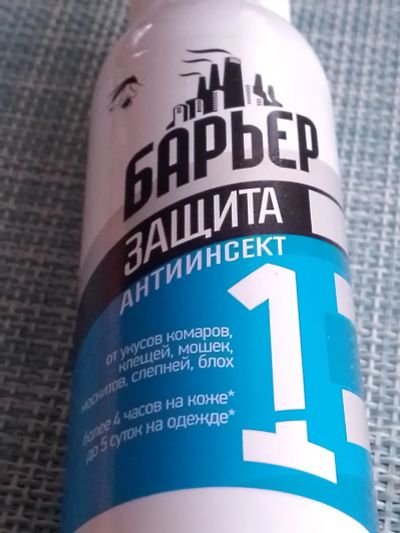 БАРЬЕР
ЗАЩИТА
АНТИИНСЕКТ
от укусов комаров,
клещей, мошек,
москитов, слепней, блох
более 4 часов на коже*
до 5 суток на одежде*
1